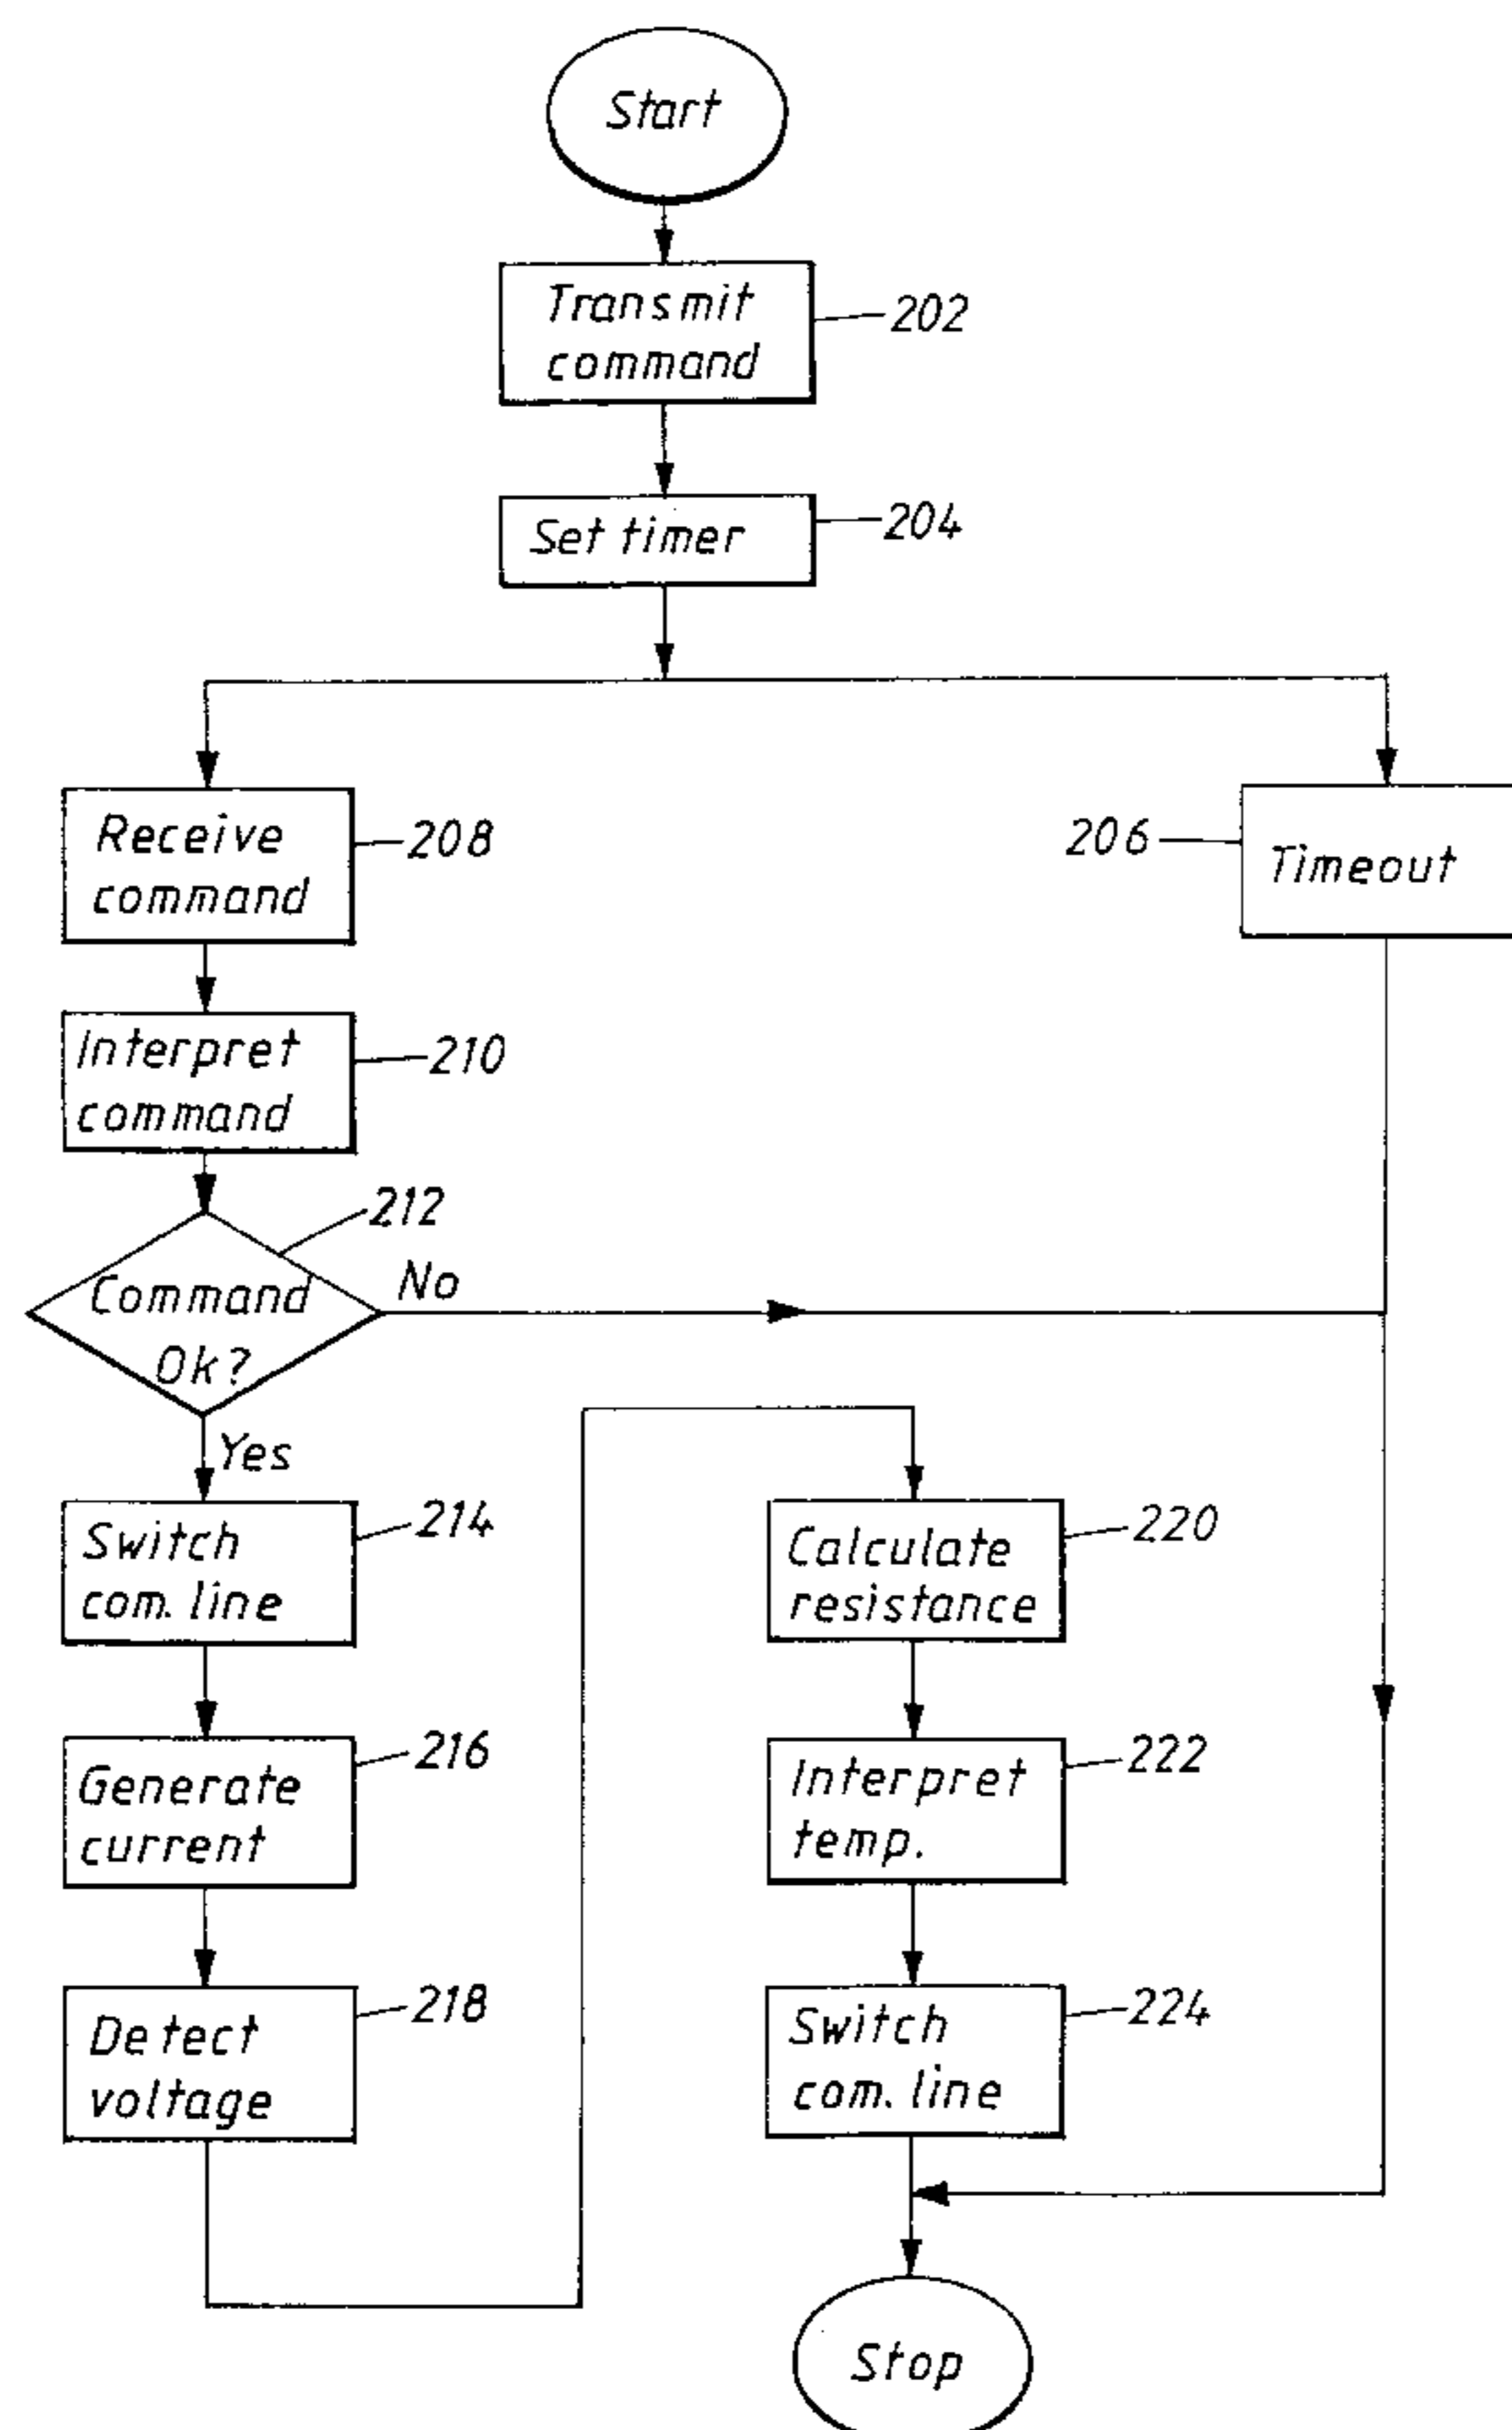 Start
Transmit
command
202
Set timer
204
Receive
command
208
206
Timeout
Interpret
command
210
212
Command
Ok?
No
Yes
Switch
com. line
214
Generate
current
216
Detect
voltage
218
Calculate
resistance
220
Interpret
temp.
222
Switch
com. line
224
Stop